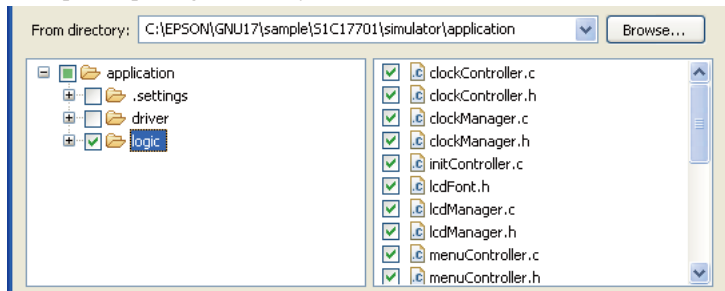 From directory: C:\EPSON\GNU17\sample\S1C17701\simulator\application Browse...
application
.settings
driver
logic
clockController.c
clockController.h
clockManager.c
clockManager.h
initController.c
lcdFont.h
lcdManager.c
lcdManager.h
menuController.c
menuController.h